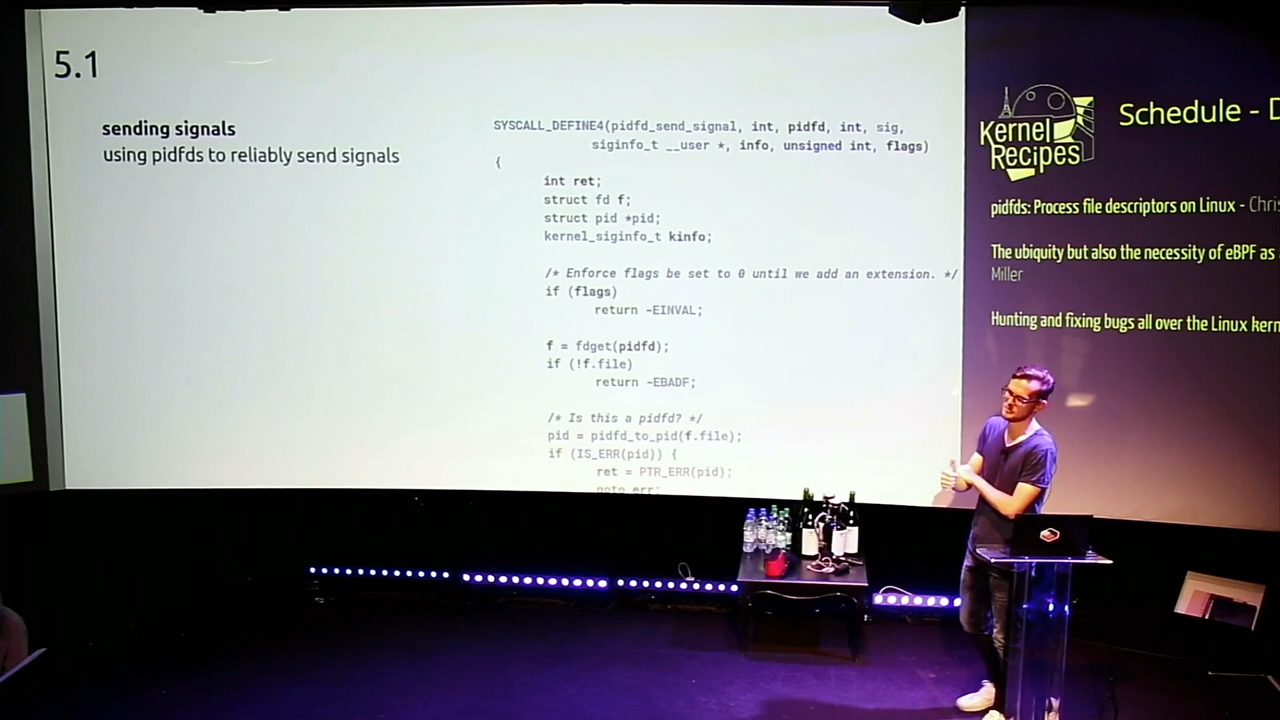 5.1
sending signals
using pidfds to reliably send signals
SYSCALL_DEFINE4(pidfd_send_signal, int, pidfd, int, sig,
siginfo_t __user *, info, unsigned int, flags)
{
int ret;
struct fd f;
struct pid *pid;
kernel_siginfo_t kinfo;
/* Enforce flags be set to 0 until we add an extension. */
if (flags)
return -EINVAL;
f = fdget(pidfd);
if (!f.file)
return -EBADF;
/* Is this a pidfd? */
pid = pidfd_to_pid(f.file);
if (IS_ERR(pid)) {
ret = PTR_ERR(pid);
goto err;
Kernel
Recipes
Schedule - D
pidfds: Process file descriptors on Linux - Chris
The ubiquity but also the necessity of eBPF as
Miller
Hunting and fixing bugs all over the Linux kern